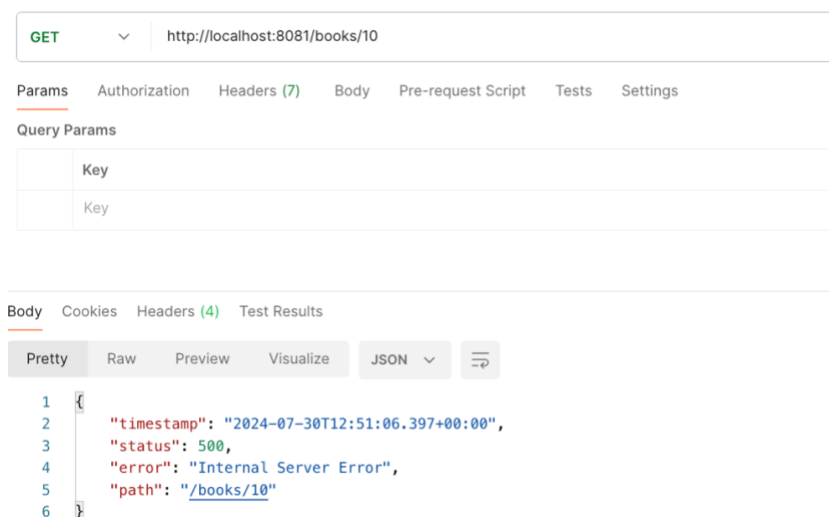 GET http://localhost:8081/books/10
Params Authorization Headers (7) Body Pre-request Script Tests Settings
Query Params
Key
Key
Body Cookies Headers (4) Test Results
Pretty Raw Preview Visualize JSON
1 {
2 "timestamp": "2024-07-30T12:51:06.397+00:00",
3 "status": 500,
4 "error": "Internal Server Error",
5 "path": "/books/10"
6 }